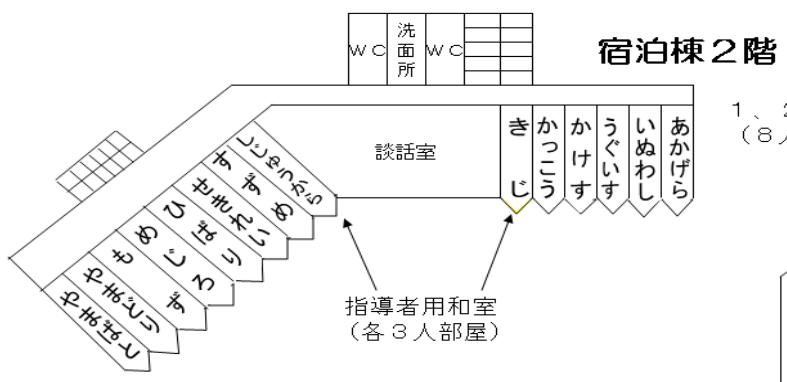 宿泊棟２階
ＷＣ
洗面所
ＷＣ
１、２
（８人
談話室
きじ
かっこう
かけす
うぐいす
いぬわし
あかげら
しじゅうから
すずめ
せきれい
ひばり
めじろ
もず
やまどり
やまばと
指導者用和室
（各３人部屋）